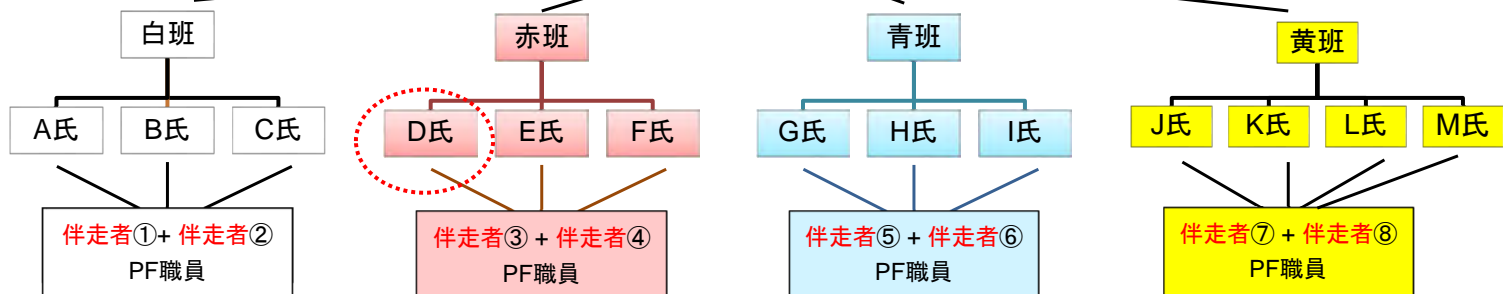 白班
赤班
青班
黄班
A氏
B氏
C氏
D氏
E氏
F氏
G氏
H氏
I氏
J氏
K氏
L氏
M氏
伴走者①+ 伴走者②
PF職員
伴走者③ + 伴走者④
PF職員
伴走者⑤ + 伴走者⑥
PF職員
伴走者⑦ + 伴走者⑧
PF職員